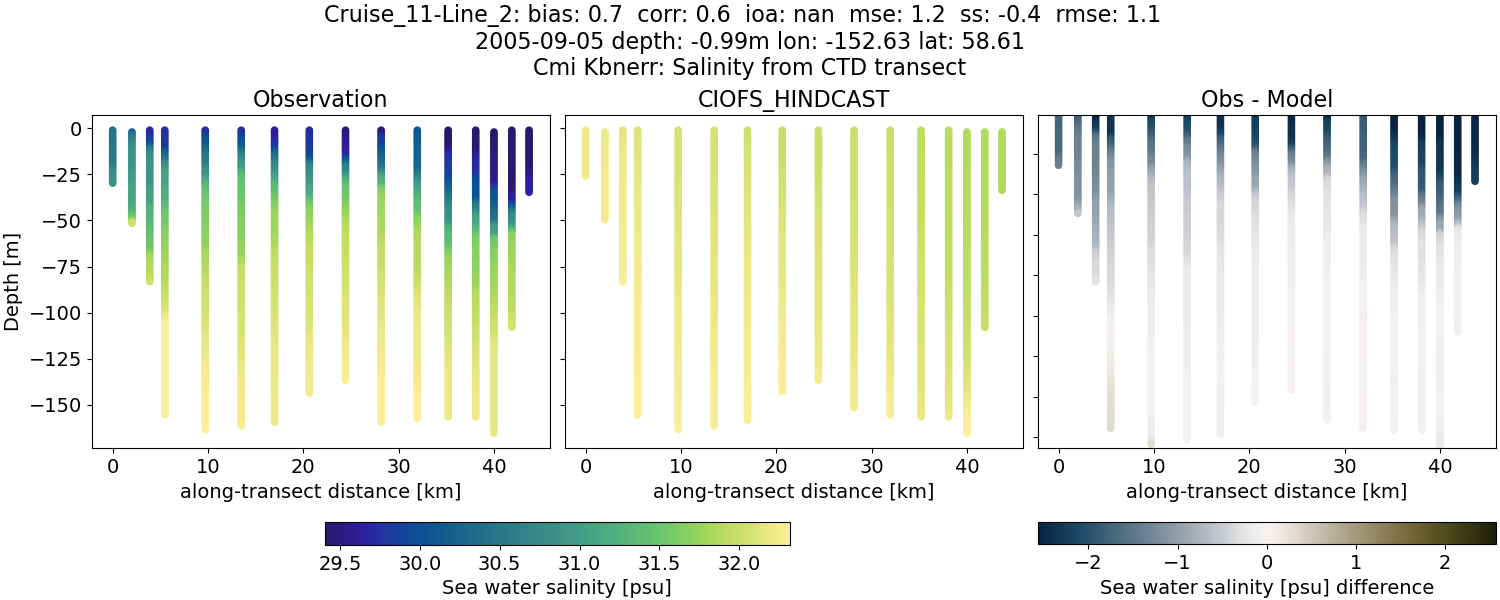 Cruise_11-Line_2: bias: 0.7  corr: 0.6  ioa: nan  mse: 1.2  ss: -0.4  rmse: 1.1
2005-09-05 depth: -0.99m lon: -152.63 lat: 58.61
Cmi Kbnerr: Salinity from CTD transect
Observation
CIOFS_HINDCAST
Obs - Model
Depth [m]
0
−25
−50
−75
−100
−125
−150
0 10 20 30 40
0 10 20 30 40
0 10 20 30 40
along-transect distance [km]
along-transect distance [km]
along-transect distance [km]
29.5 30.0 30.5 31.0 31.5 32.0
Sea water salinity [psu]
−2 −1 0 1 2
Sea water salinity [psu] difference